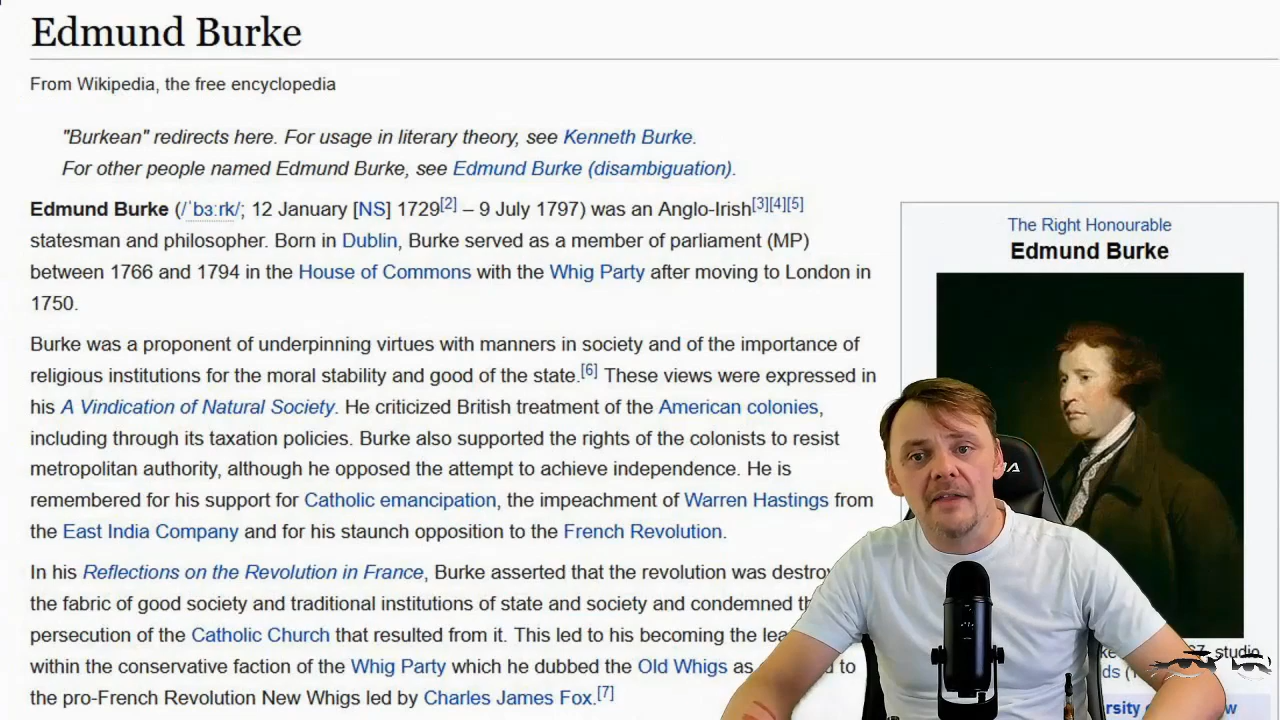 Edmund Burke
From Wikipedia, the free encyclopedia
"Burkean" redirects here. For usage in literary theory, see Kenneth Burke.
For other people named Edmund Burke, see Edmund Burke (disambiguation).
Edmund Burke (/ˈbɜːrk/; 12 January [NS] 1729[2] – 9 July 1797) was an Anglo-Irish[3][4][5]
statesman and philosopher. Born in Dublin, Burke served as a member of parliament (MP)
between 1766 and 1794 in the House of Commons with the Whig Party after moving to London in
1750.
Burke was a proponent of underpinning virtues with manners in society and of the importance of
religious institutions for the moral stability and good of the state.[6] These views were expressed in
his A Vindication of Natural Society. He criticized British treatment of the American colonies,
including through its taxation policies. Burke also supported the rights of the colonists to resist
metropolitan authority, although he opposed the attempt to achieve independence. He is
remembered for his support for Catholic emancipation, the impeachment of Warren Hastings from
the East India Company and for his staunch opposition to the French Revolution.
In his Reflections on the Revolution in France, Burke asserted that the revolution was
the fabric of good society and traditional institutions of state and society and condemned
persecution of the Catholic Church that resulted from it. This led to his becoming the
within the conservative faction of the Whig Party which he dubbed the Old Whigs as to
the pro-French Revolution New Whigs led by Charles James Fox.[7]
The Right Honourable
Edmund Burke
studio